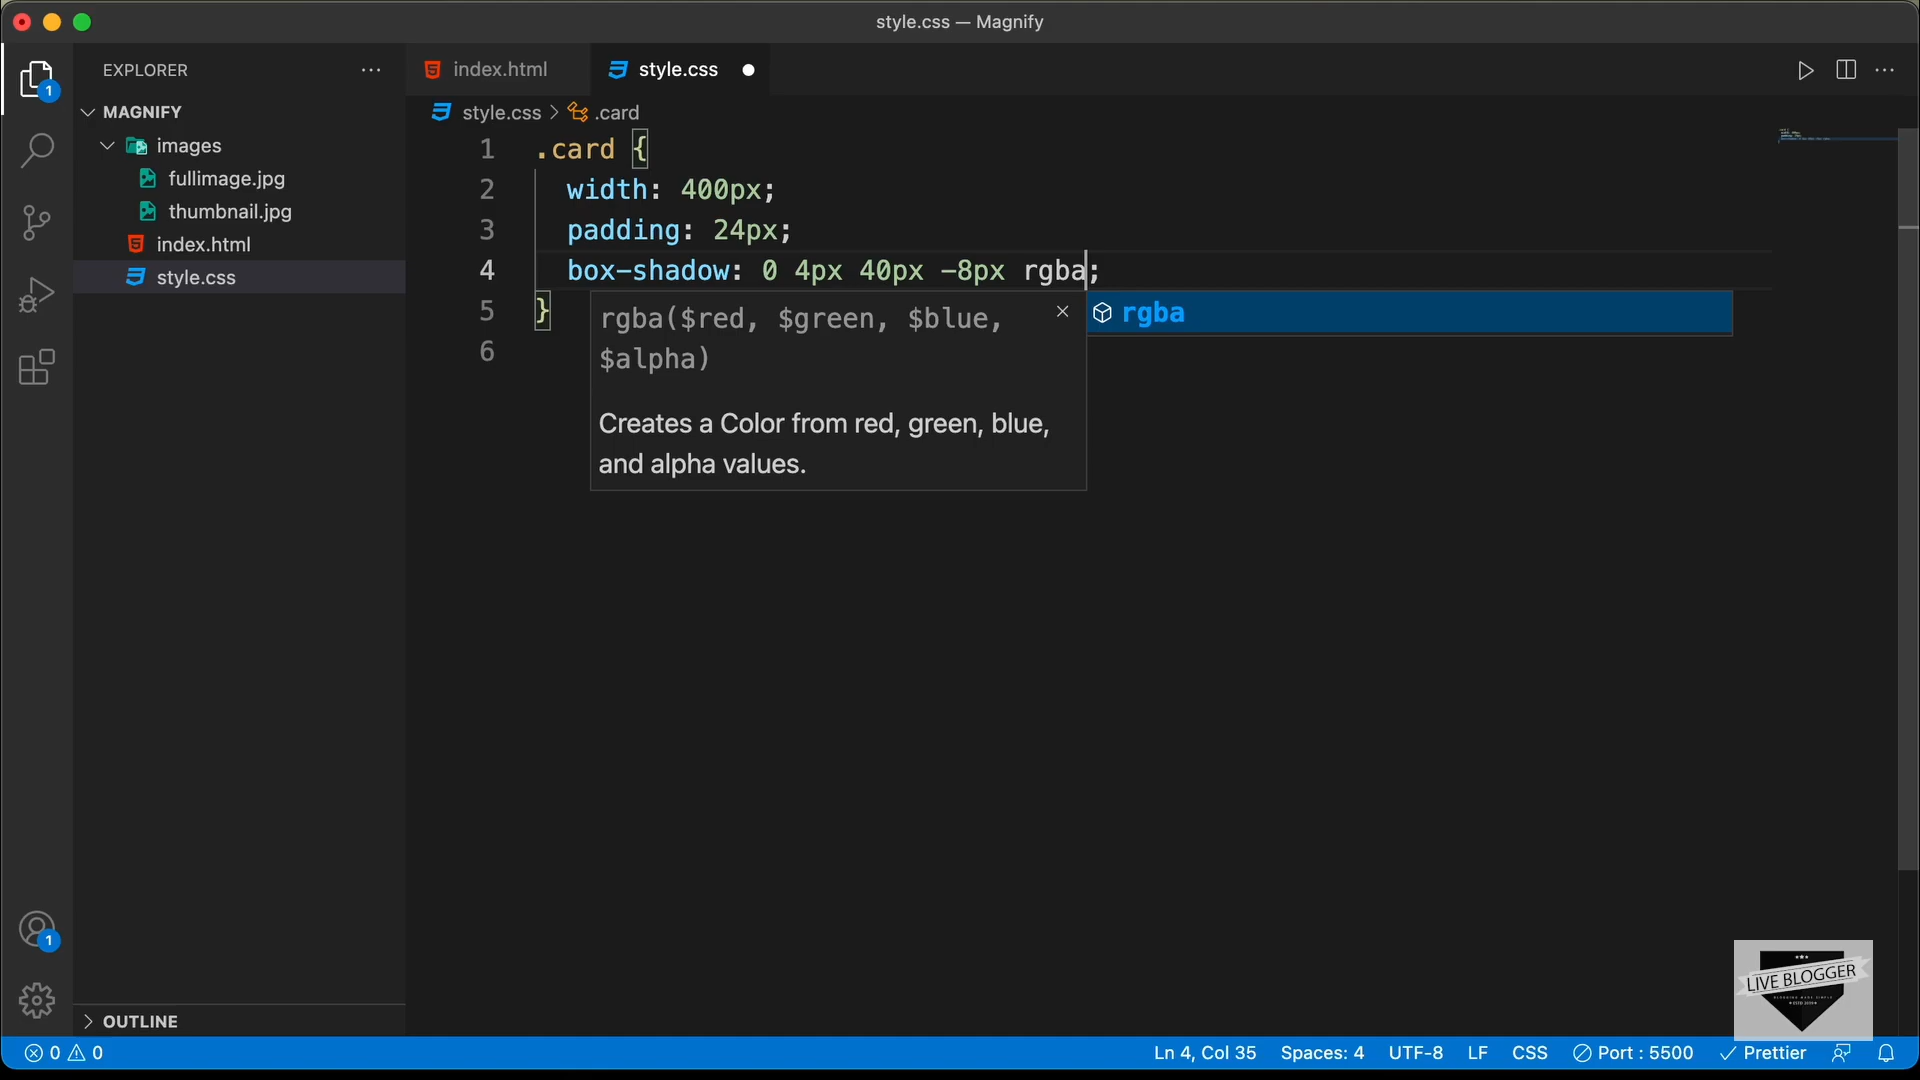 style.css — Magnify
EXPLORER
index.html
style.css
1
MAGNIFY
images
fullimage.jpg
thumbnail.jpg
index.html
style.css
style.css > .card
1 .card {
2 width: 400px;
3 padding: 24px;
4 box-shadow: 0 4px 40px -8px rgba;
5 }
6
rgba($red, $green, $blue,
$alpha)
Creates a Color from red, green, blue,
and alpha values.
rgba
1
OUTLINE
LIVE BLOGGER
0 0
Ln 4, Col 35
Spaces: 4
UTF-8
LF
CSS
Port : 5500
Prettier